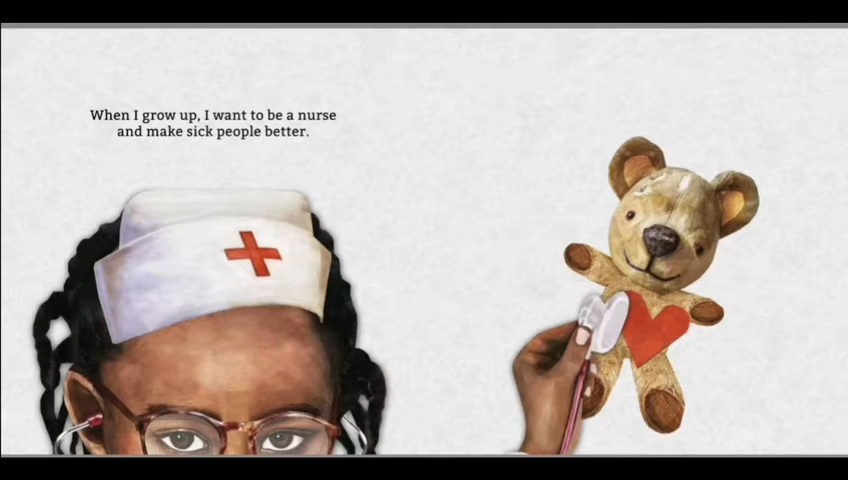 When I grow up, I want to be a nurse
and make sick people better.